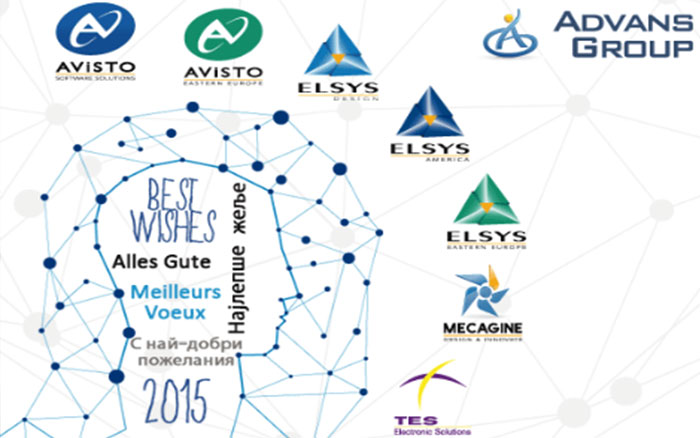 AViSTO
SOFTWARE SOLUTIONS
AViSTO
EASTERN EUROPE
ELSYS
DESIGN
ADVANS
GROUP
ELSYS
AMERICA
ELSYS
EASTERN EUROPE
MECAGINE
DESIGN & INNOVATE
TES
Electronic Solutions
BEST
WISHES
Alles Gute
Meilleurs
Voeux
Најлепше жеље
С най-добри
пожелания
2015